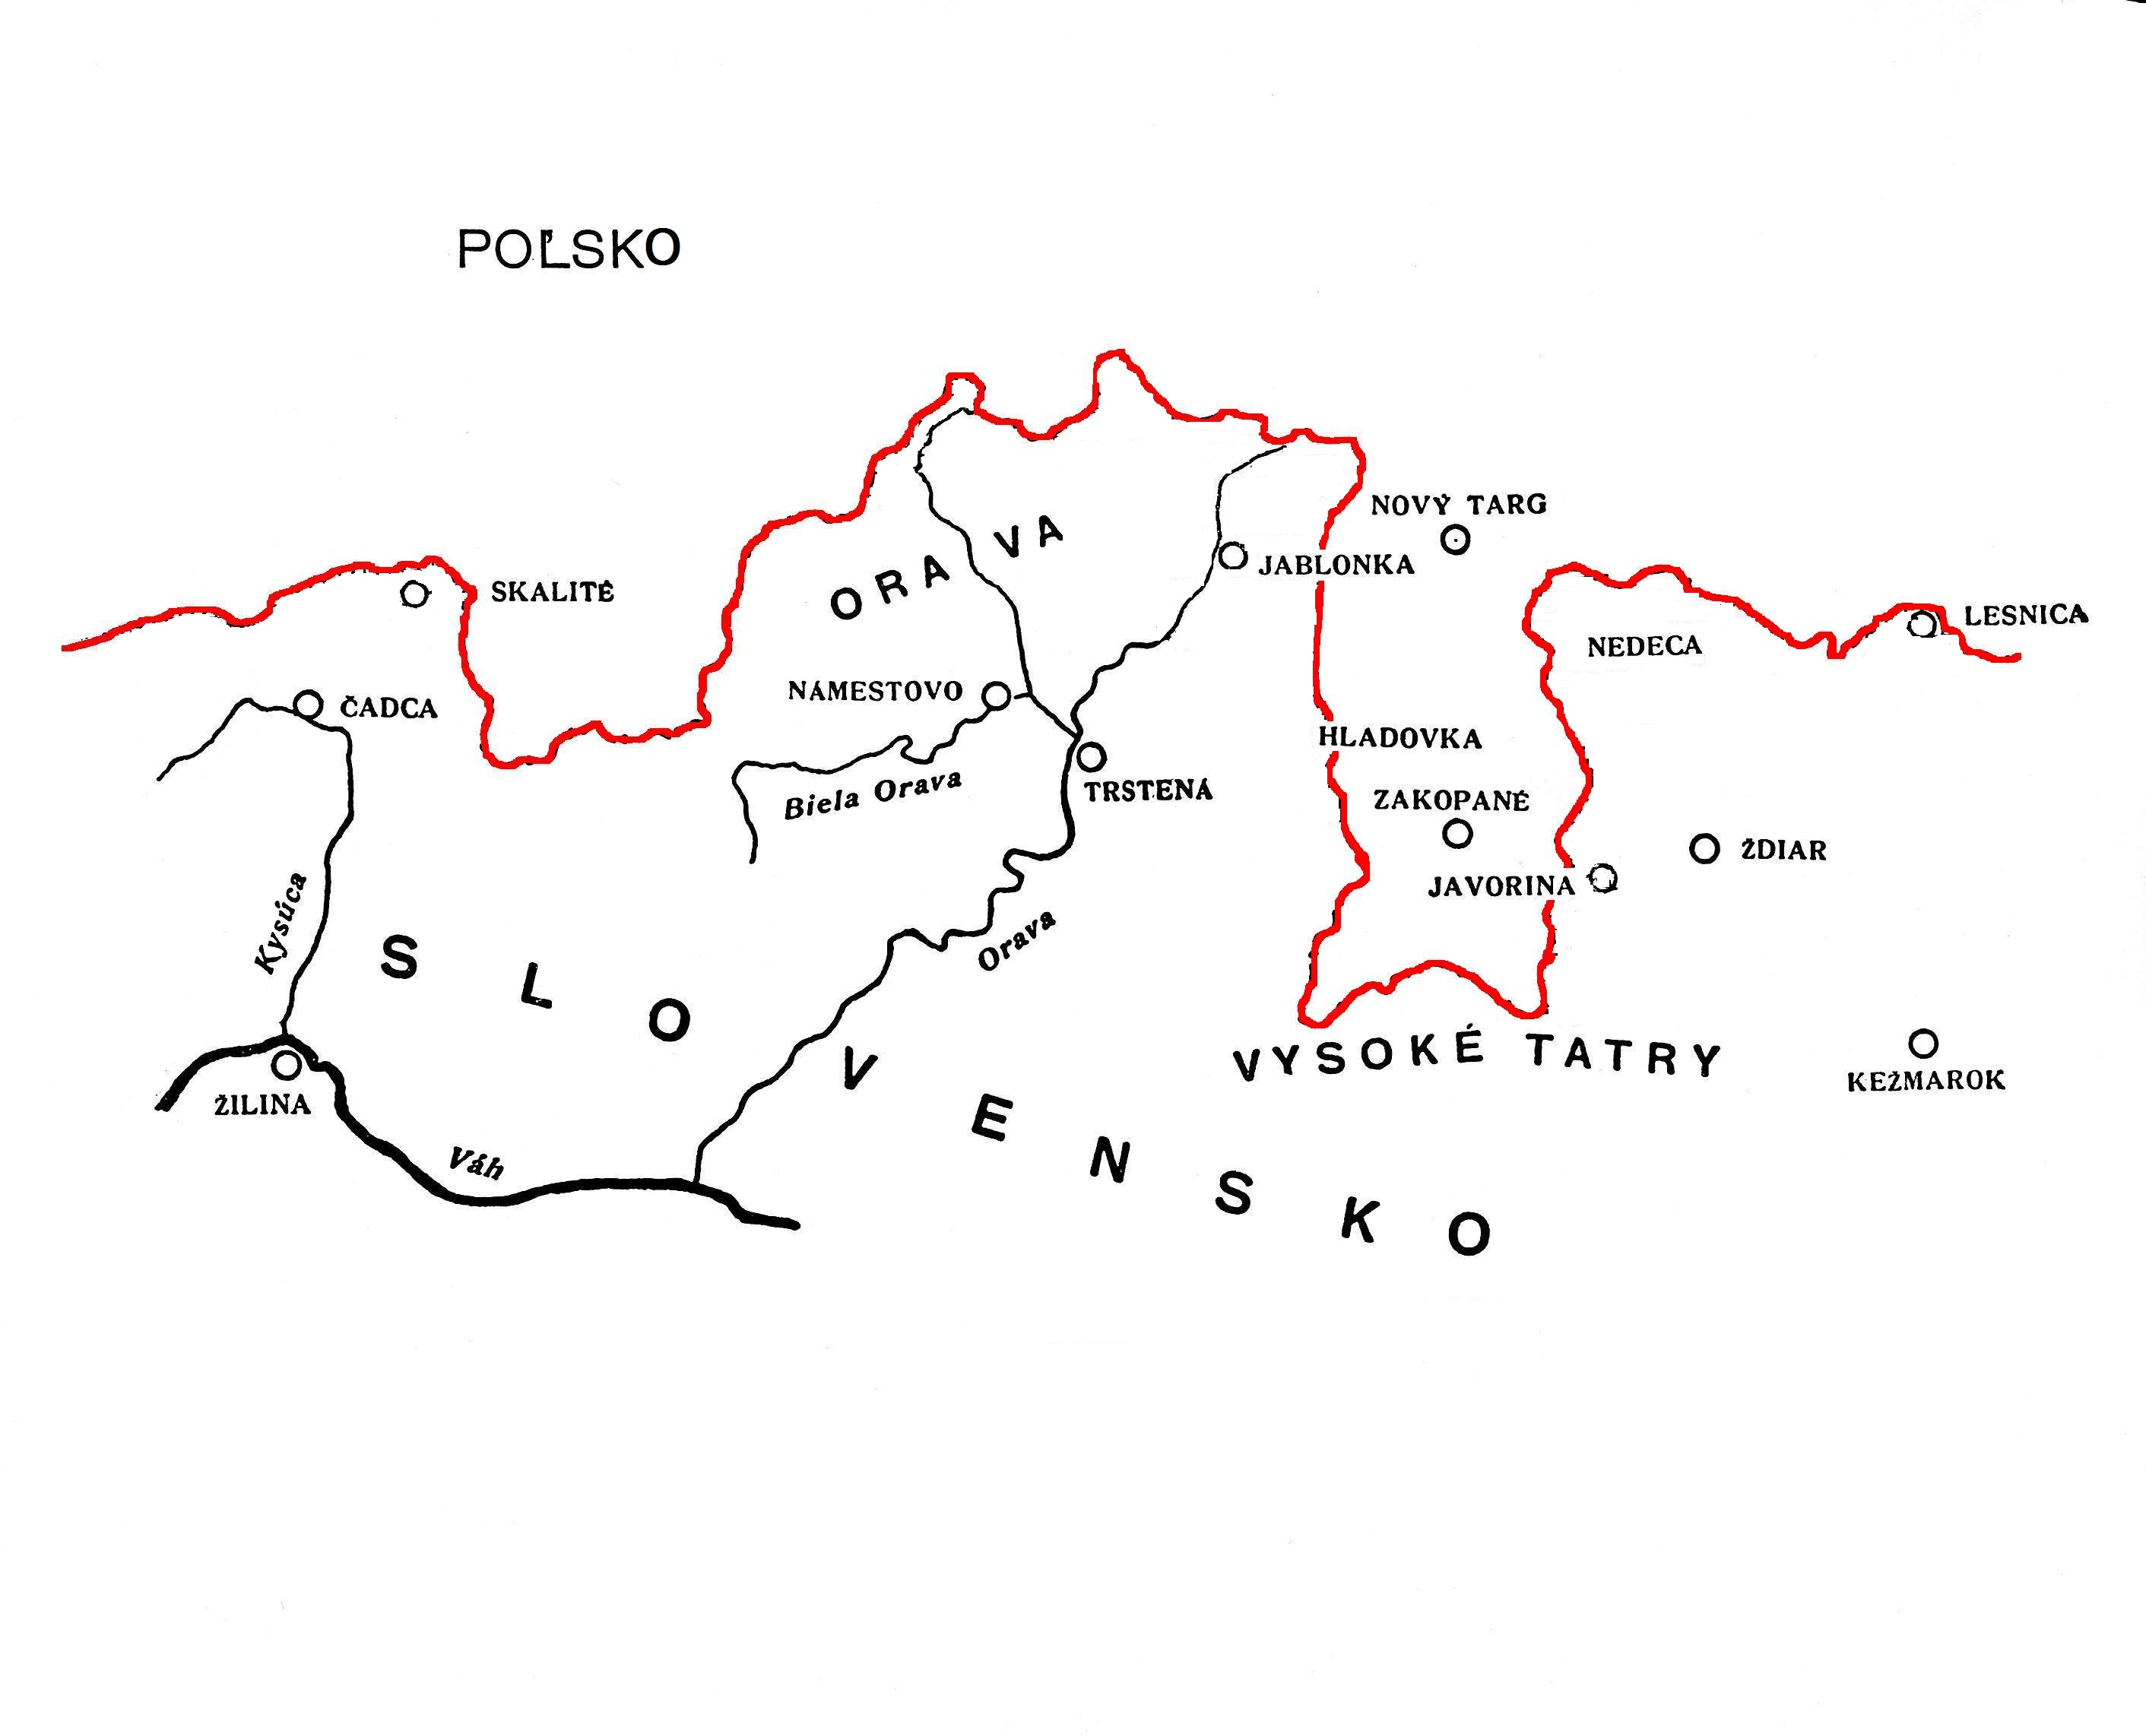 POĽSKO
NOVÝ TARG
ORAVA
JABLONKA
SKALITÉ
LESNICA
NEDECA
NÁMESTOVO
ČADCA
HLADOVKA
Biela Orava
TRSTENÁ
ZAKOPANÉ
ŽDIAR
JAVORINA
Kysúca
Orava
SLOVENSKO
VYSOKÉ TATRY
KEŽMAROK
ŽILINA
Váh